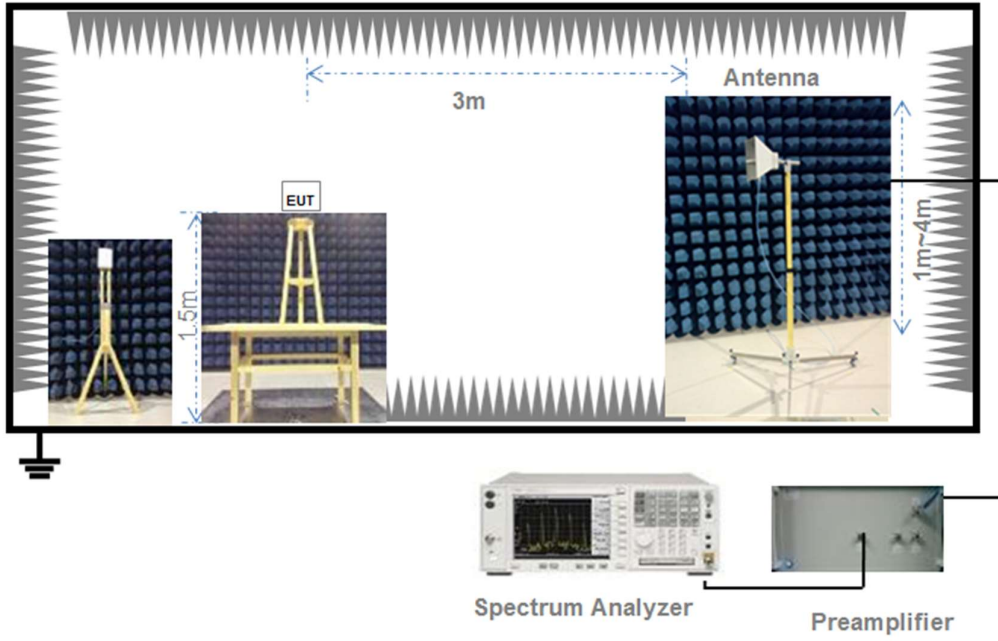 Antenna
3m
EUT
1.5m
1m~4m
Spectrum Analyzer
Preamplifier